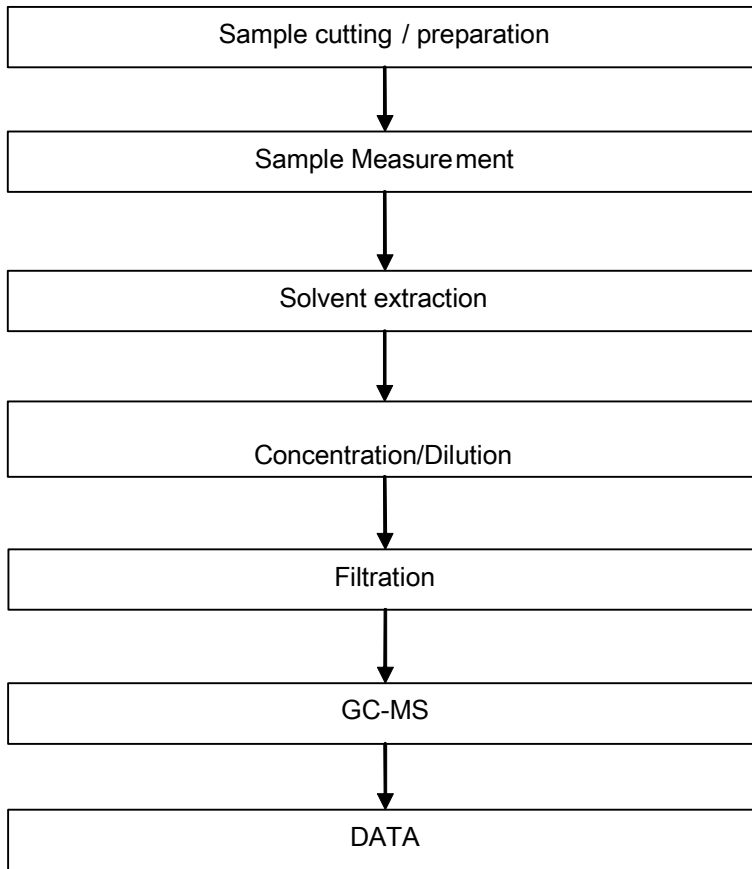 Sample cutting / preparation
Sample Measurement
Solvent extraction
Concentration/Dilution
Filtration
GC-MS
DATA